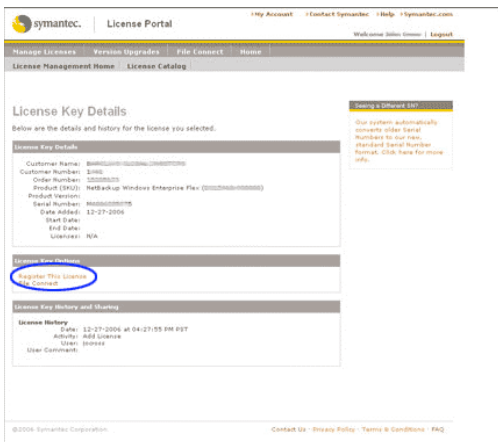 symantec. License Portal
My Account Contact Symantec Help Symantec.com
Welcome | Logout
Manage Licenses Version Upgrades File Connect Home
License Management Home License Catalog
License Key Details
Below are the details and history for the license you selected.
License Key Details
Customer Name:
Customer Number:
Order Number:
Product (SKU): NetBackup Windows Enterprise Flex
Product Version:
Serial Number:
Date Added: 12-27-2006
Start Date:
End Date:
Licenses: N/A
License Key Options
Register This License
File Connect
License Key History and Sharing
License History
Date: 12-27-2006 at 04:27:55 PM PST
Activity: Add License
User:
User Comment:
Seeing a Different SN?
Our system automatically
converts older Serial
Numbers to our new,
standard Serial Number
format. Click here for more
info.
©2006 Symantec Corporation.
Contact Us · Privacy Policy · Terms & Conditions · FAQ